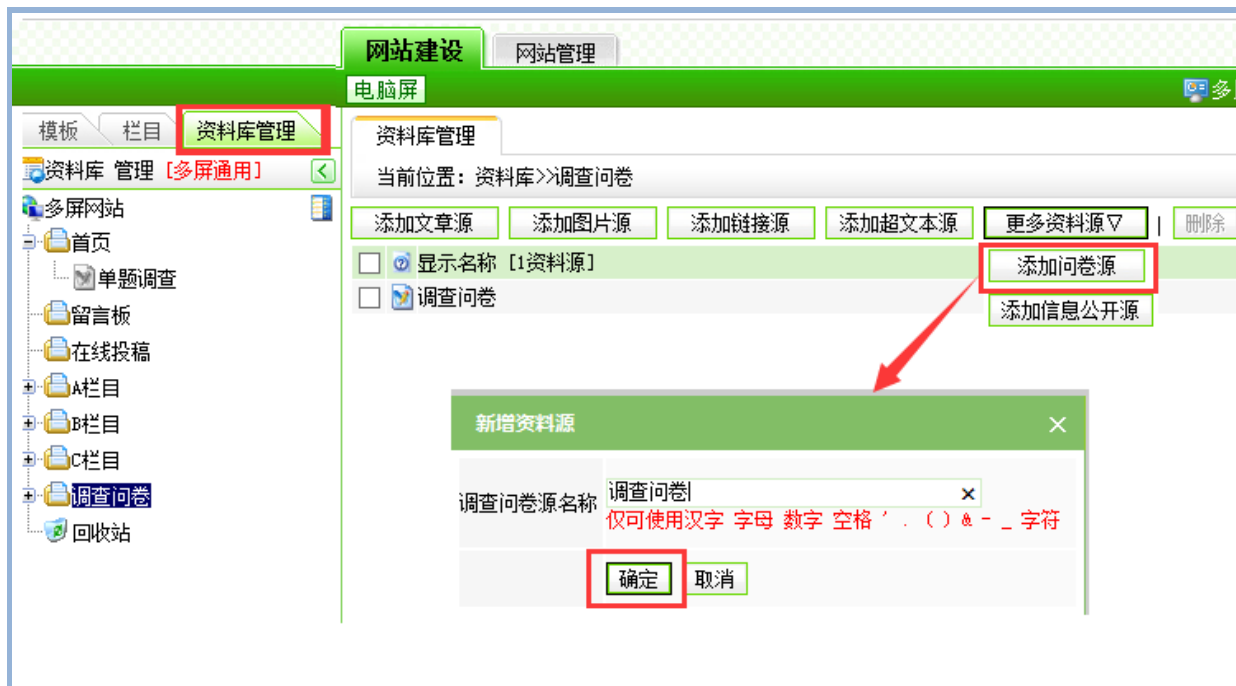 网站建设 网站管理
电脑屏 多
模板 栏目 资料库管理
资料库管理
资料库 管理 [多屏通用]
当前位置：资料库>>调查问卷
多屏网站
添加文章源 添加图片源 添加链接源 添加超文本源 更多资料源▽ | 删除
首页
显示名称 [1资料源]
添加问卷源
单题调查
调查问卷
添加信息公开源
留言板
在线投稿
A栏目
B栏目
C栏目
调查问卷
回收站
新增资料源 ×
调查问卷源名称 调查问卷 ×
仅可使用汉字 字母 数字 空格 ' . ( ) & - _ 字符
确定 取消